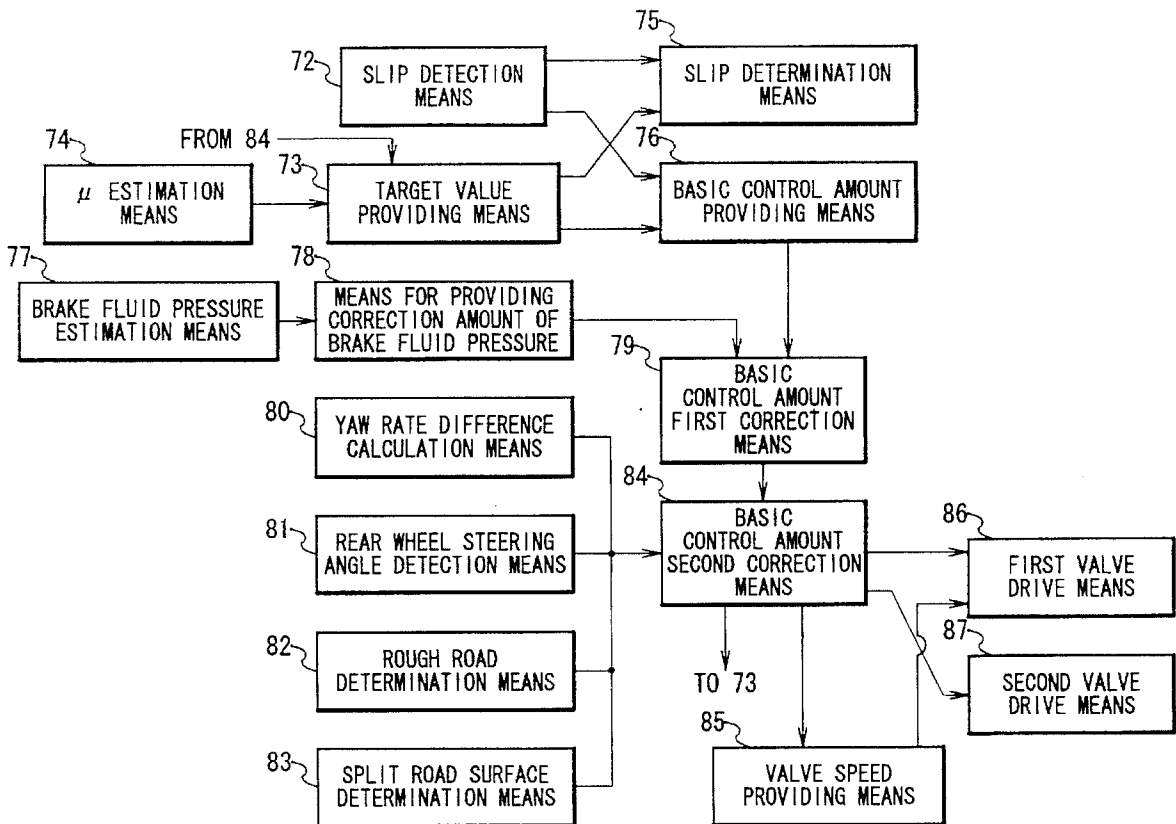 72
SLIP DETECTION
MEANS
75
SLIP DETERMINATION
MEANS
74
μ ESTIMATION
MEANS
FROM 84
73
TARGET VALUE
PROVIDING MEANS
76
BASIC CONTROL AMOUNT
PROVIDING MEANS
77
BRAKE FLUID PRESSURE
ESTIMATION MEANS
78
MEANS FOR PROVIDING
CORRECTION AMOUNT OF
BRAKE FLUID PRESSURE
79
BASIC
CONTROL AMOUNT
FIRST CORRECTION
MEANS
80
YAW RATE DIFFERENCE
CALCULATION MEANS
81
REAR WHEEL STEERING
ANGLE DETECTION MEANS
84
BASIC
CONTROL AMOUNT
SECOND CORRECTION
MEANS
86
FIRST VALVE
DRIVE MEANS
82
ROUGH ROAD
DETERMINATION MEANS
TO 73
87
SECOND VALVE
DRIVE MEANS
83
SPLIT ROAD SURFACE
DETERMINATION MEANS
85
VALVE SPEED
PROVIDING MEANS